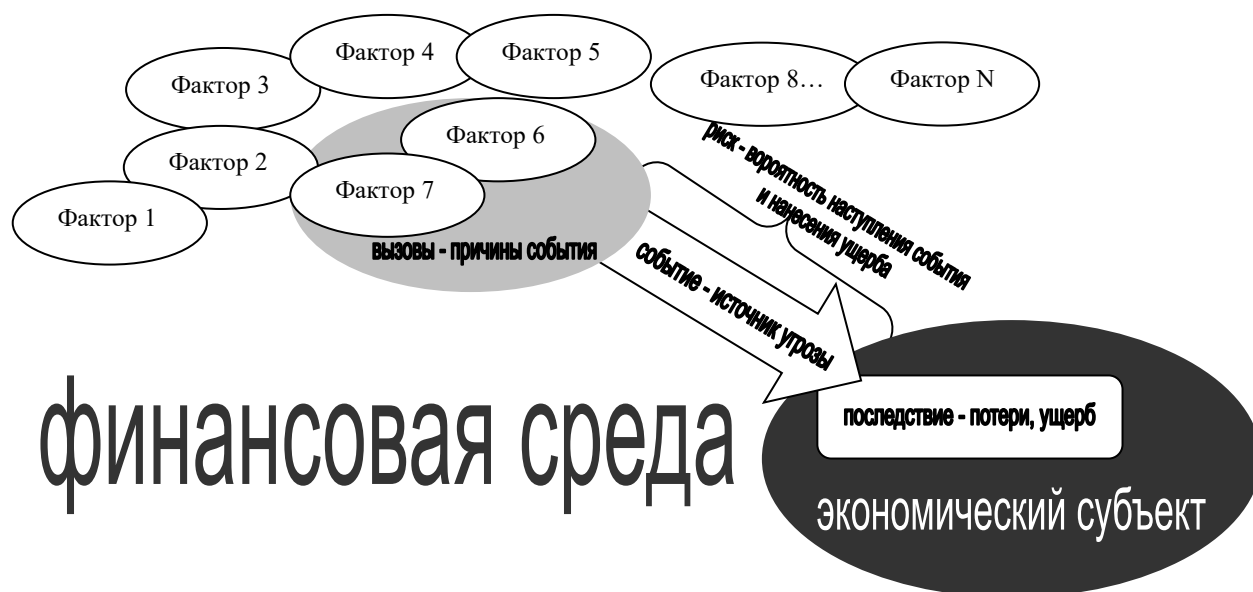 Фактор 4
Фактор 5
Фактор 3
Фактор 8…
Фактор N
Фактор 6
Фактор 2
Фактор 7
Фактор 1
риск - вороятность наступления события
и нанесения ущерба
вызовы - причины события
событие - источник угрозы
финансовая среда
последствие - потери, ущерб
экономический субъект